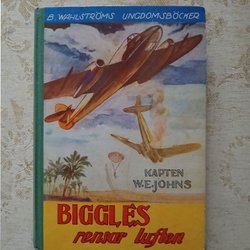 B. WAHLSTRÖMS UNGDOMSBÖCKER
KAPTEN
W.E. JOHNS
BIGGLES
rensar luften